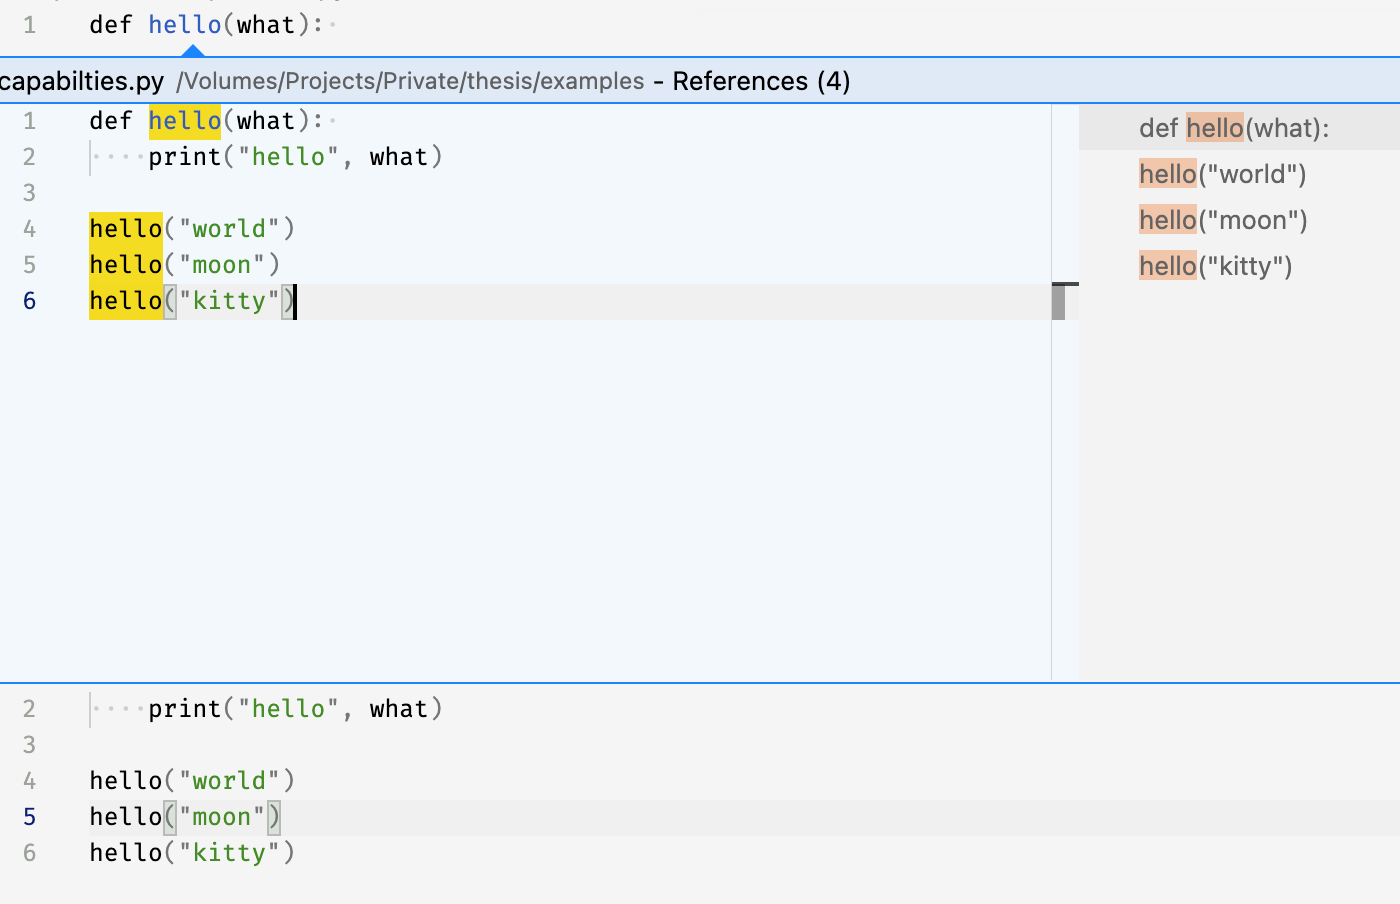 1 def hello(what):
capabilties.py /Volumes/Projects/Private/thesis/examples - References (4)
1 def hello(what):
2 print("hello", what)
3
4 hello("world")
5 hello("moon")
6 hello("kitty")
def hello(what):
hello("world")
hello("moon")
hello("kitty")
2 print("hello", what)
3
4 hello("world")
5 hello("moon")
6 hello("kitty")